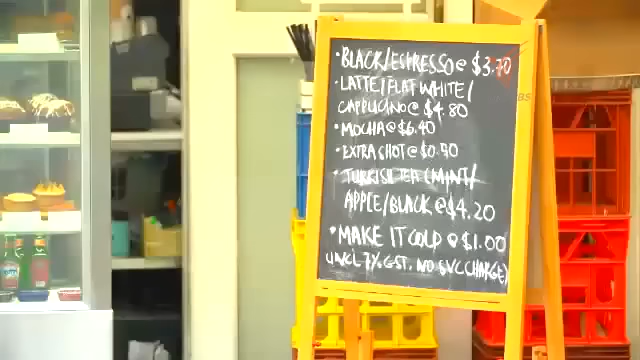 • BLACK/ESPRESSO @ $3.70
• LATTE/FLAT WHITE/
CAPPUCINO @ $4.80
• MOCHA @ $6.40
• EXTRA SHOT @ $0.90
• TURKISH TEA (MINT/
APPLE/BLACK @ $4.20
• MAKE IT COLD @ $1.00
(INCL 7% GST. NO SVC CHARGE)